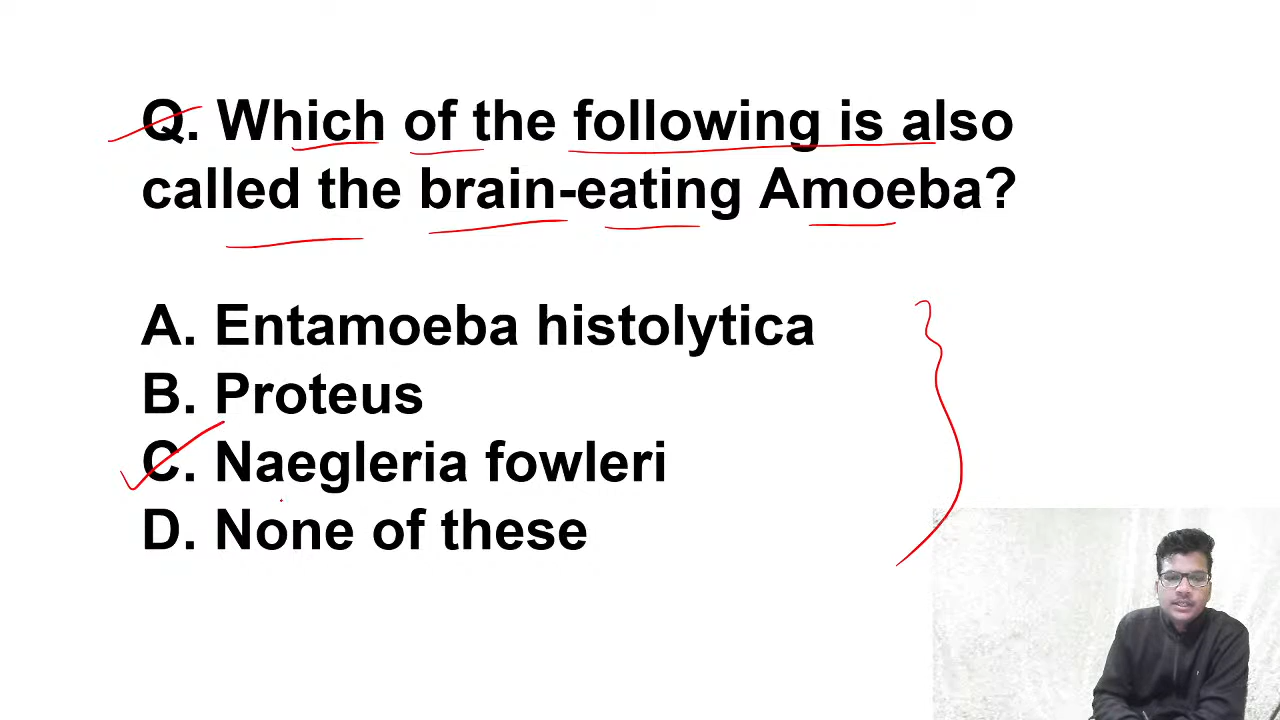 Q. Which of the following is also
called the brain-eating Amoeba?
A. Entamoeba histolytica
B. Proteus
C. Naegleria fowleri
D. None of these